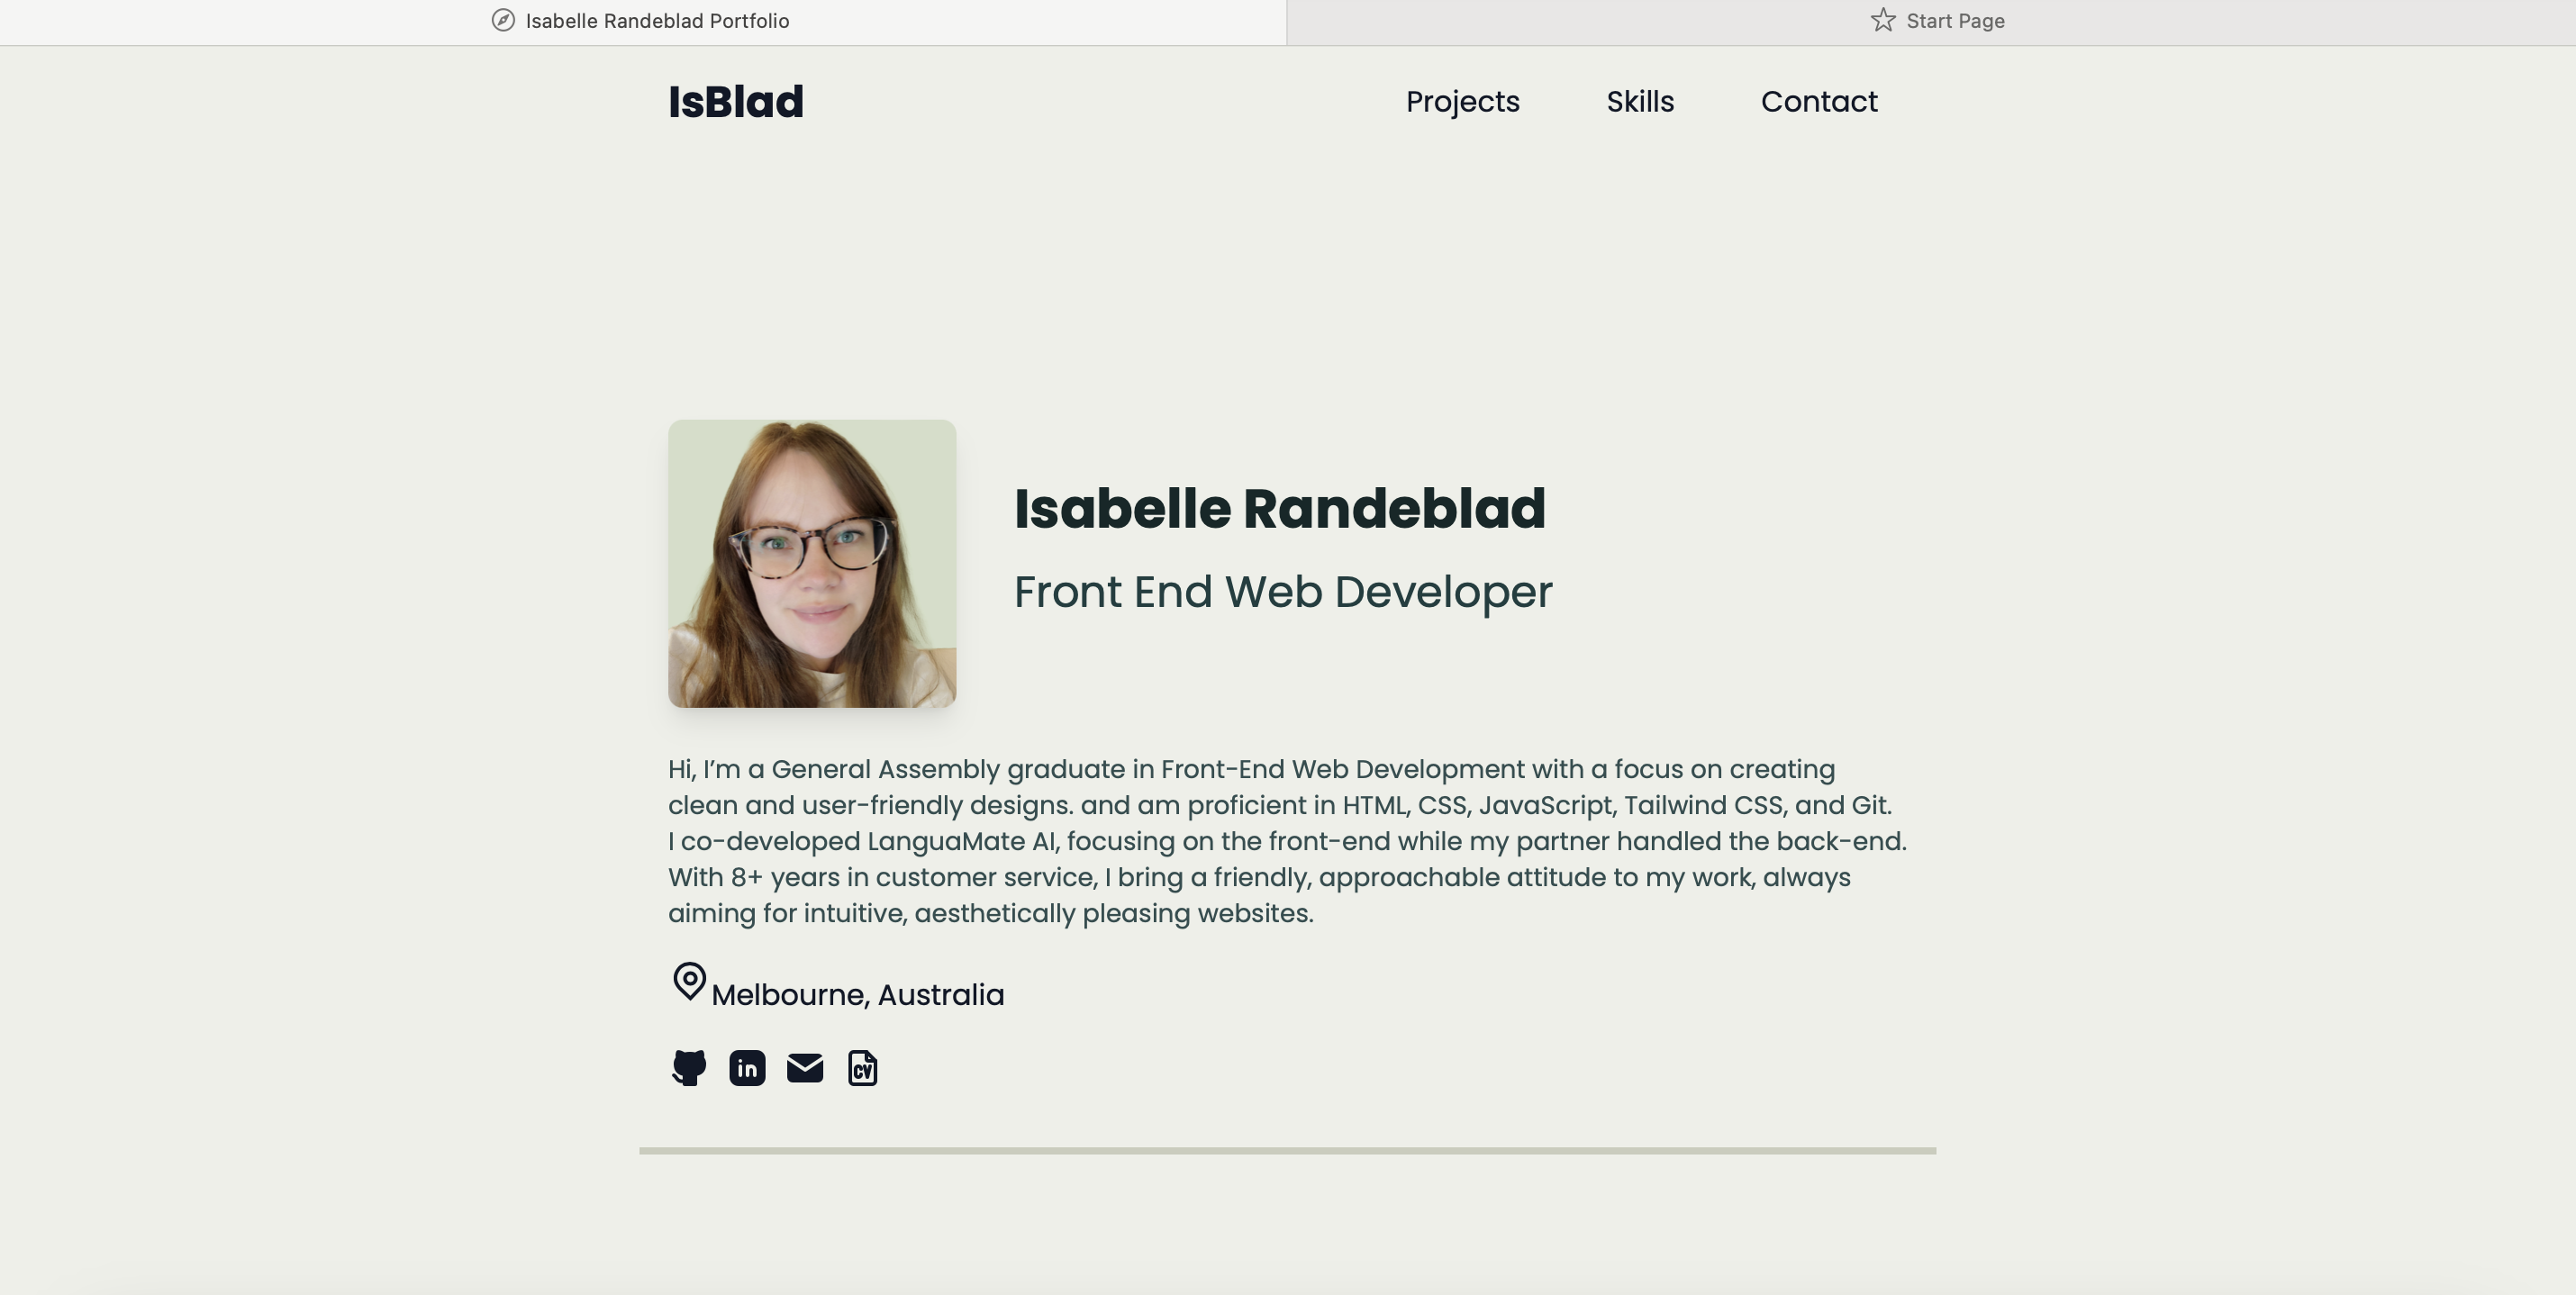 Isabelle Randeblad Portfolio
Start Page
IsBlad
Projects
Skills
Contact
Isabelle Randeblad
Front End Web Developer
Hi, I’m a General Assembly graduate in Front-End Web Development with a focus on creating
clean and user-friendly designs. and am proficient in HTML, CSS, JavaScript, Tailwind CSS, and Git.
I co-developed LanguaMate AI, focusing on the front-end while my partner handled the back-end.
With 8+ years in customer service, I bring a friendly, approachable attitude to my work, always
aiming for intuitive, aesthetically pleasing websites.
Melbourne, Australia
in
CV